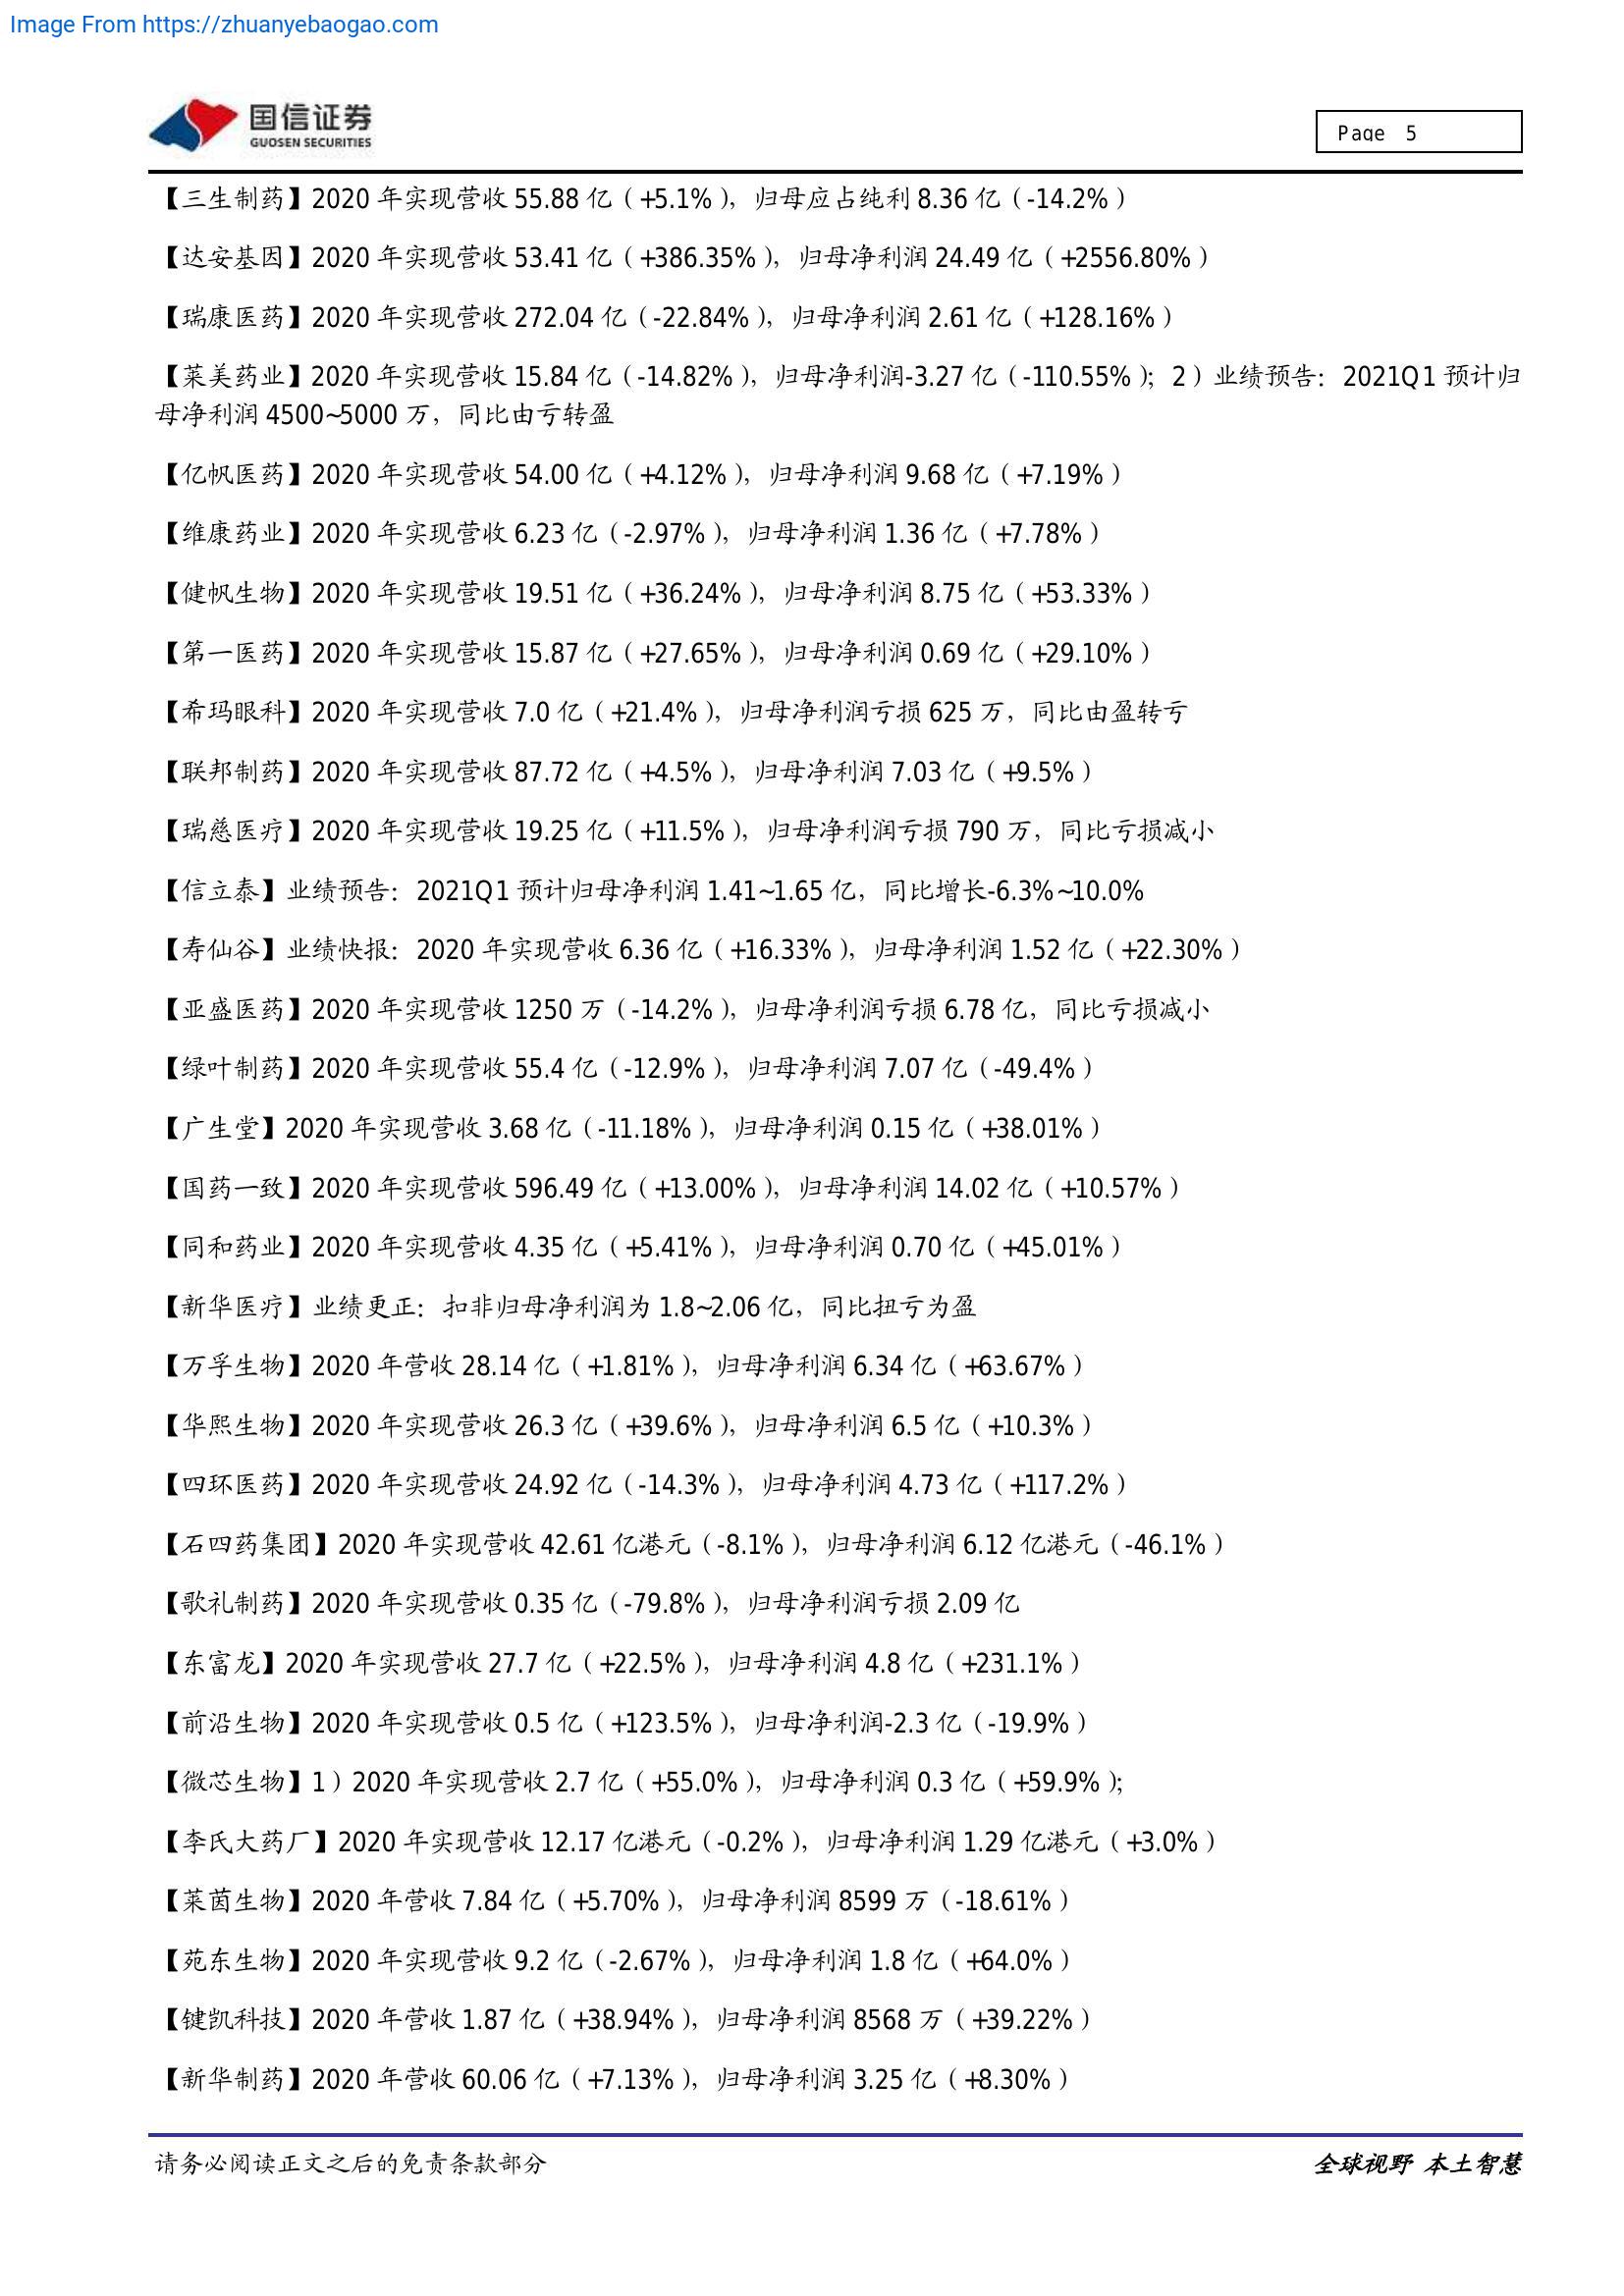 Image From https://zhuanyebaogao.com
国信证券
GUOSEN SECURITIES
Page 5
【三生制药】2020 年实现营收 55.88 亿（+5.1%），归母应占纯利 8.36 亿（-14.2%）
【达安基因】2020 年实现营收 53.41 亿（+386.35%），归母净利润 24.49 亿（+2556.80%）
【瑞康医药】2020 年实现营收 272.04 亿（-22.84%），归母净利润 2.61 亿（+128.16%）
【莱美药业】2020 年实现营收 15.84 亿（-14.82%），归母净利润-3.27 亿（-110.55%）；2）业绩预告：2021Q1 预计归
母净利润 4500~5000 万，同比由亏转盈
【亿帆医药】2020 年实现营收 54.00 亿（+4.12%），归母净利润 9.68 亿（+7.19%）
【维康药业】2020 年实现营收 6.23 亿（-2.97%），归母净利润 1.36 亿（+7.78%）
【健帆生物】2020 年实现营收 19.51 亿（+36.24%），归母净利润 8.75 亿（+53.33%）
【第一医药】2020 年实现营收 15.87 亿（+27.65%），归母净利润 0.69 亿（+29.10%）
【希玛眼科】2020 年实现营收 7.0 亿（+21.4%），归母净利润亏损 625 万，同比由盈转亏
【联邦制药】2020 年实现营收 87.72 亿（+4.5%），归母净利润 7.03 亿（+9.5%）
【瑞慈医疗】2020 年实现营收 19.25 亿（+11.5%），归母净利润亏损 790 万，同比亏损减小
【信立泰】业绩预告：2021Q1 预计归母净利润 1.41~1.65 亿，同比增长-6.3%~10.0%
【寿仙谷】业绩快报：2020 年实现营收 6.36 亿（+16.33%），归母净利润 1.52 亿（+22.30%）
【亚盛医药】2020 年实现营收 1250 万（-14.2%），归母净利润亏损 6.78 亿，同比亏损减小
【绿叶制药】2020 年实现营收 55.4 亿（-12.9%），归母净利润 7.07 亿（-49.4%）
【广生堂】2020 年实现营收 3.68 亿（-11.18%），归母净利润 0.15 亿（+38.01%）
【国药一致】2020 年实现营收 596.49 亿（+13.00%），归母净利润 14.02 亿（+10.57%）
【同和药业】2020 年实现营收 4.35 亿（+5.41%），归母净利润 0.70 亿（+45.01%）
【新华医疗】业绩更正：扣非归母净利润为 1.8~2.06 亿，同比扭亏为盈
【万孚生物】2020 年营收 28.14 亿（+1.81%），归母净利润 6.34 亿（+63.67%）
【华熙生物】2020 年实现营收 26.3 亿（+39.6%），归母净利润 6.5 亿（+10.3%）
【四环医药】2020 年实现营收 24.92 亿（-14.3%），归母净利润 4.73 亿（+117.2%）
【石四药集团】2020 年实现营收 42.61 亿港元（-8.1%），归母净利润 6.12 亿港元（-46.1%）
【歌礼制药】2020 年实现营收 0.35 亿（-79.8%），归母净利润亏损 2.09 亿
【东富龙】2020 年实现营收 27.7 亿（+22.5%），归母净利润 4.8 亿（+231.1%）
【前沿生物】2020 年实现营收 0.5 亿（+123.5%），归母净利润-2.3 亿（-19.9%）
【微芯生物】1）2020 年实现营收 2.7 亿（+55.0%），归母净利润 0.3 亿（+59.9%）；
【李氏大药厂】2020 年实现营收 12.17 亿港元（-0.2%），归母净利润 1.29 亿港元（+3.0%）
【莱茵生物】2020 年营收 7.84 亿（+5.70%），归母净利润 8599 万（-18.61%）
【苑东生物】2020 年实现营收 9.2 亿（-2.67%），归母净利润 1.8 亿（+64.0%）
【键凯科技】2020 年营收 1.87 亿（+38.94%），归母净利润 8568 万（+39.22%）
【新华制药】2020 年营收 60.06 亿（+7.13%），归母净利润 3.25 亿（+8.30%）
请务必阅读正文之后的免责条款部分
全球视野 本土智慧